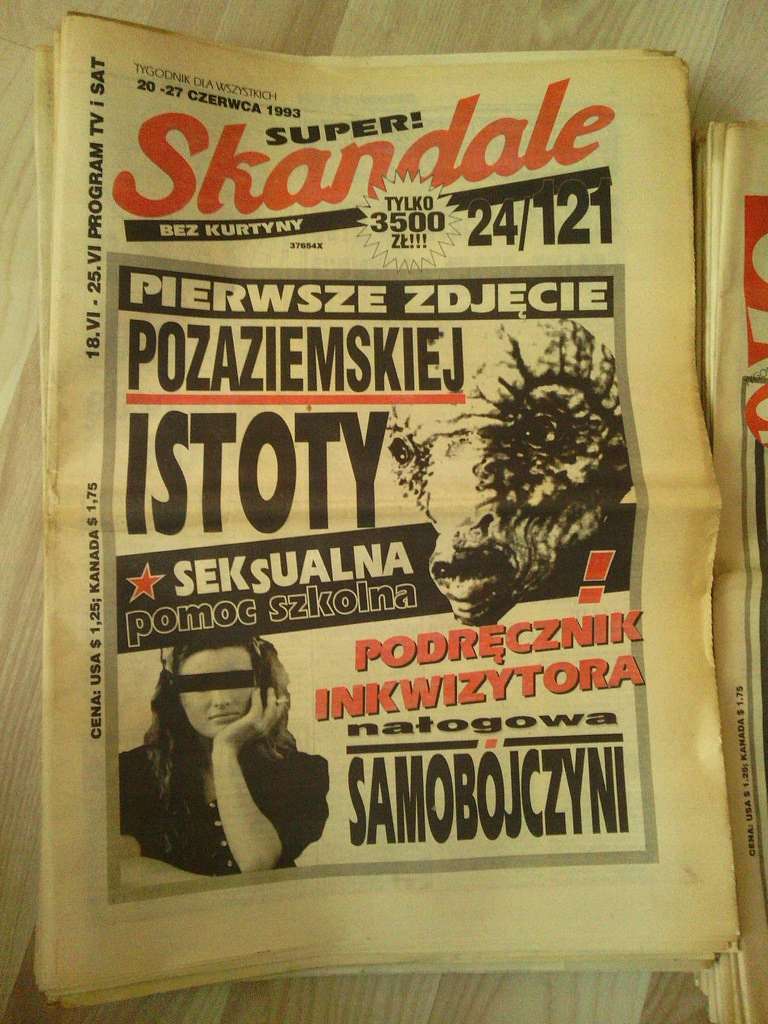 TYGODNIK DLA WSZYSTKICH
20 -27 CZERWCA 1993
SUPER!
Skandale
BEZ KURTYNY
37654X
TYLKO
3500
ZŁ!!!
24/121
18.VI - 25.VI PROGRAM TV i SAT
CENA: USA $ 1,25; KANADA $ 1,75
PIERWSZE ZDJĘCIE
POZAZIEMSKIEJ
ISTOTY
SEKSUALNA
pomoc szkolna
!
PODRĘCZNIK
INKWIZYTORA
nałogowa
SAMOBÓJCZYNI
CENA: USA $ 1.25; KANADA $ 1.75